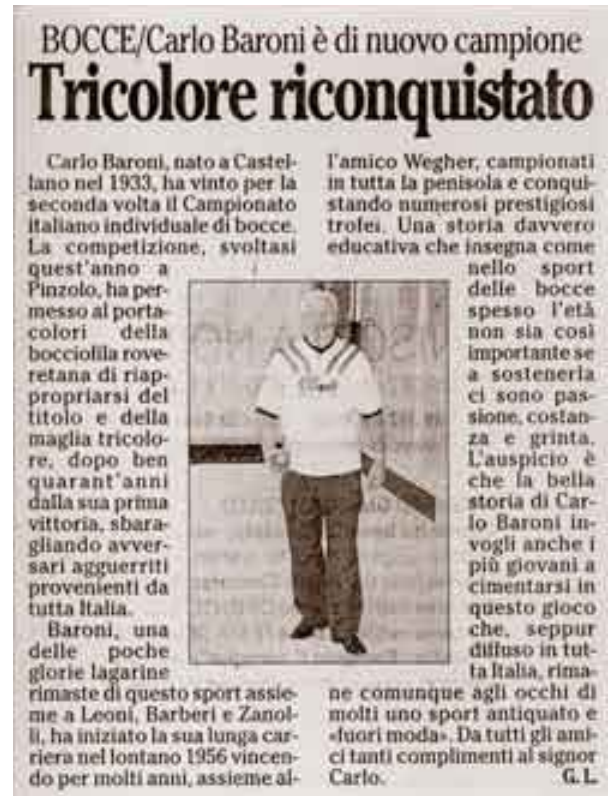 BOCCE/Carlo Baroni è di nuovo campione
Tricolore riconquistato
Carlo Baroni, nato a Castel-
lano nel 1933, ha vinto per la
seconda volta il Campionato
italiano individuale di bocce.
La competizione, svoltasi
quest'anno a
Pinzolo, ha per-
messo al porta-
colori della
bocciofila rove-
retana di riap-
propriarsi del
titolo e della
maglia tricolo-
re, dopo ben
quarant'anni
dalla sua prima
vittoria, sbara-
gliando avver-
sari agguerriti
provenienti da
tutta Italia.
Baroni, una
delle poche
glorie lagarine
rimaste di questo sport assie-
me a Leoni, Barberi e Zanol-
li, ha iniziato la sua lunga car-
riera nel lontano 1956 vincen-
do per molti anni, assieme al-
l'amico Wegher, campionati
in tutta la penisola e conqui-
stando numerosi prestigiosi
trofei. Una storia davvero
educativa che insegna come
nello sport
delle bocce
spesso l'età
non sia così
importante se
a sostenerla
ci sono pas-
sione, costan-
za e grinta.
L'auspicio è
che la bella
storia di Car-
lo Baroni in-
vogli anche i
più giovani a
cimentarsi in
questo gioco
che, seppur
diffuso in tut-
ta Italia, rima-
ne comunque agli occhi di
molti uno sport antiquato e
«fuori moda». Da tutti gli ami-
ci tanti complimenti al signor
Carlo. G. L.